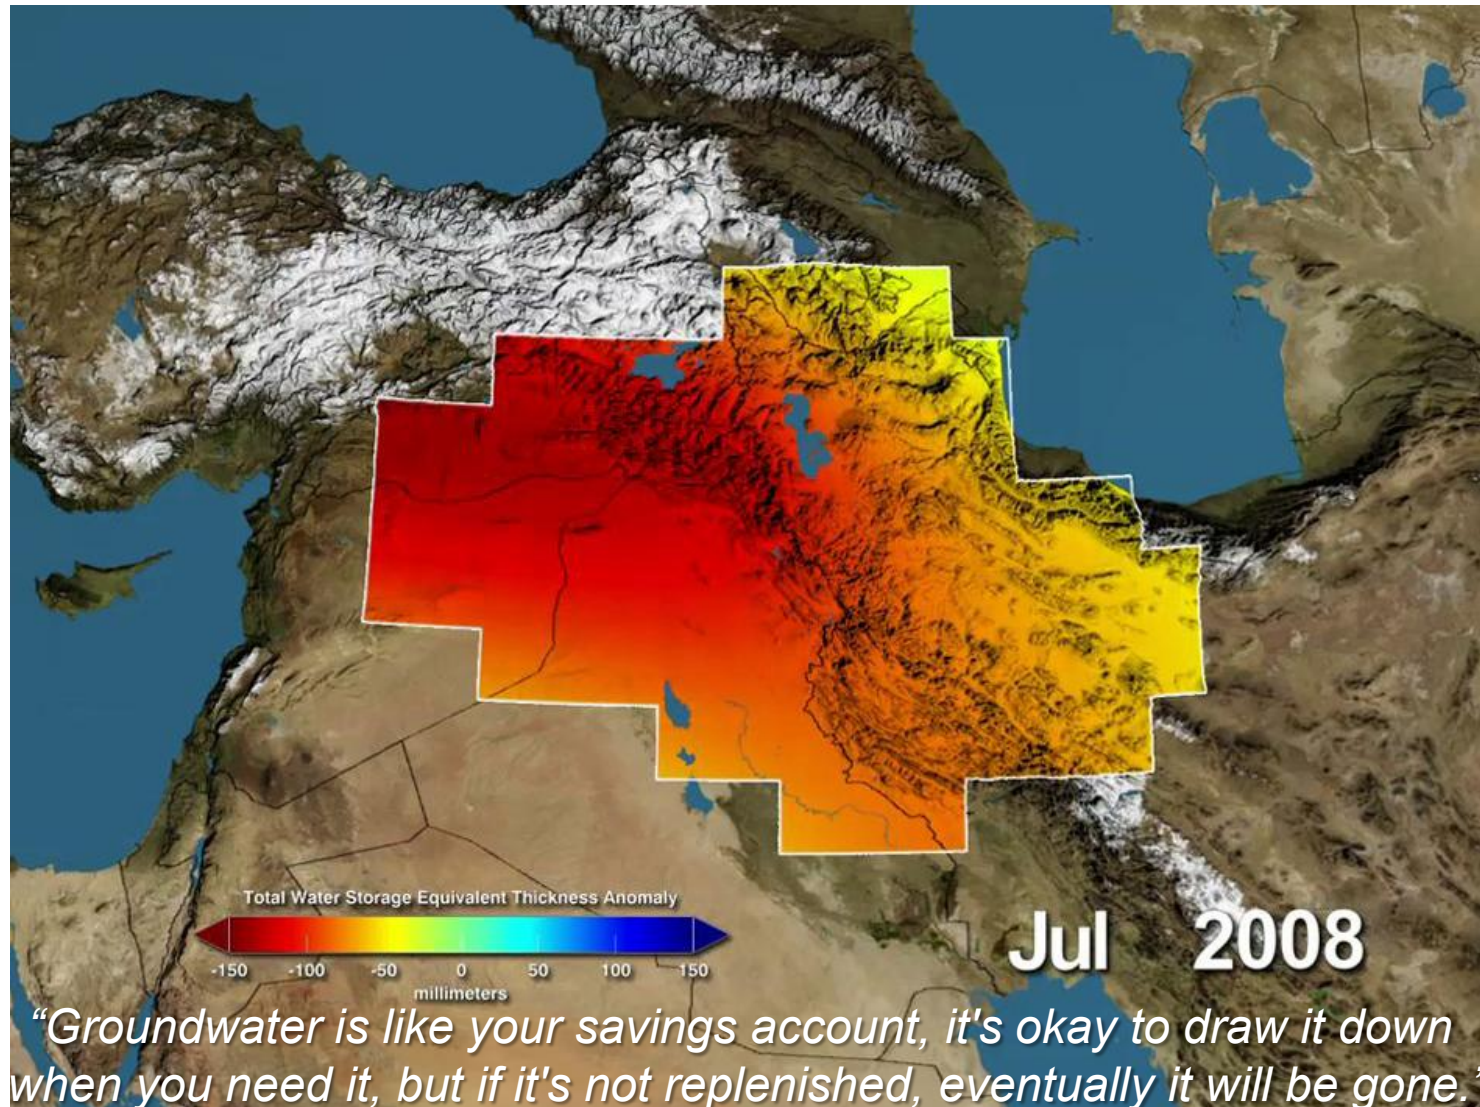 Total Water Storage Equivalent Thickness Anomaly
-150 -100 -50 0 50 100 150
millimeters
Jul 2008
“Groundwater is like your savings account, it's okay to draw it down
when you need it, but if it's not replenished, eventually it will be gone.”